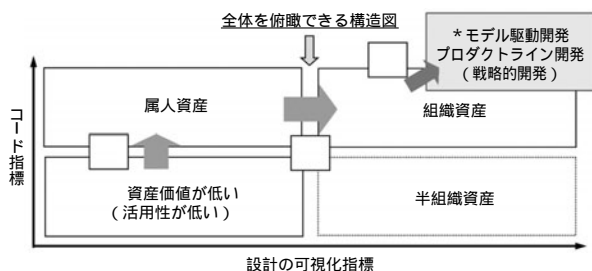 全体を俯瞰できる構造図
*モデル駆動開発
プロダクトライン開発
(戦略的開発)
コード指標
属人資産
組織資産
資産価値が低い
(活用性が低い)
半組織資産
設計の可視化指標